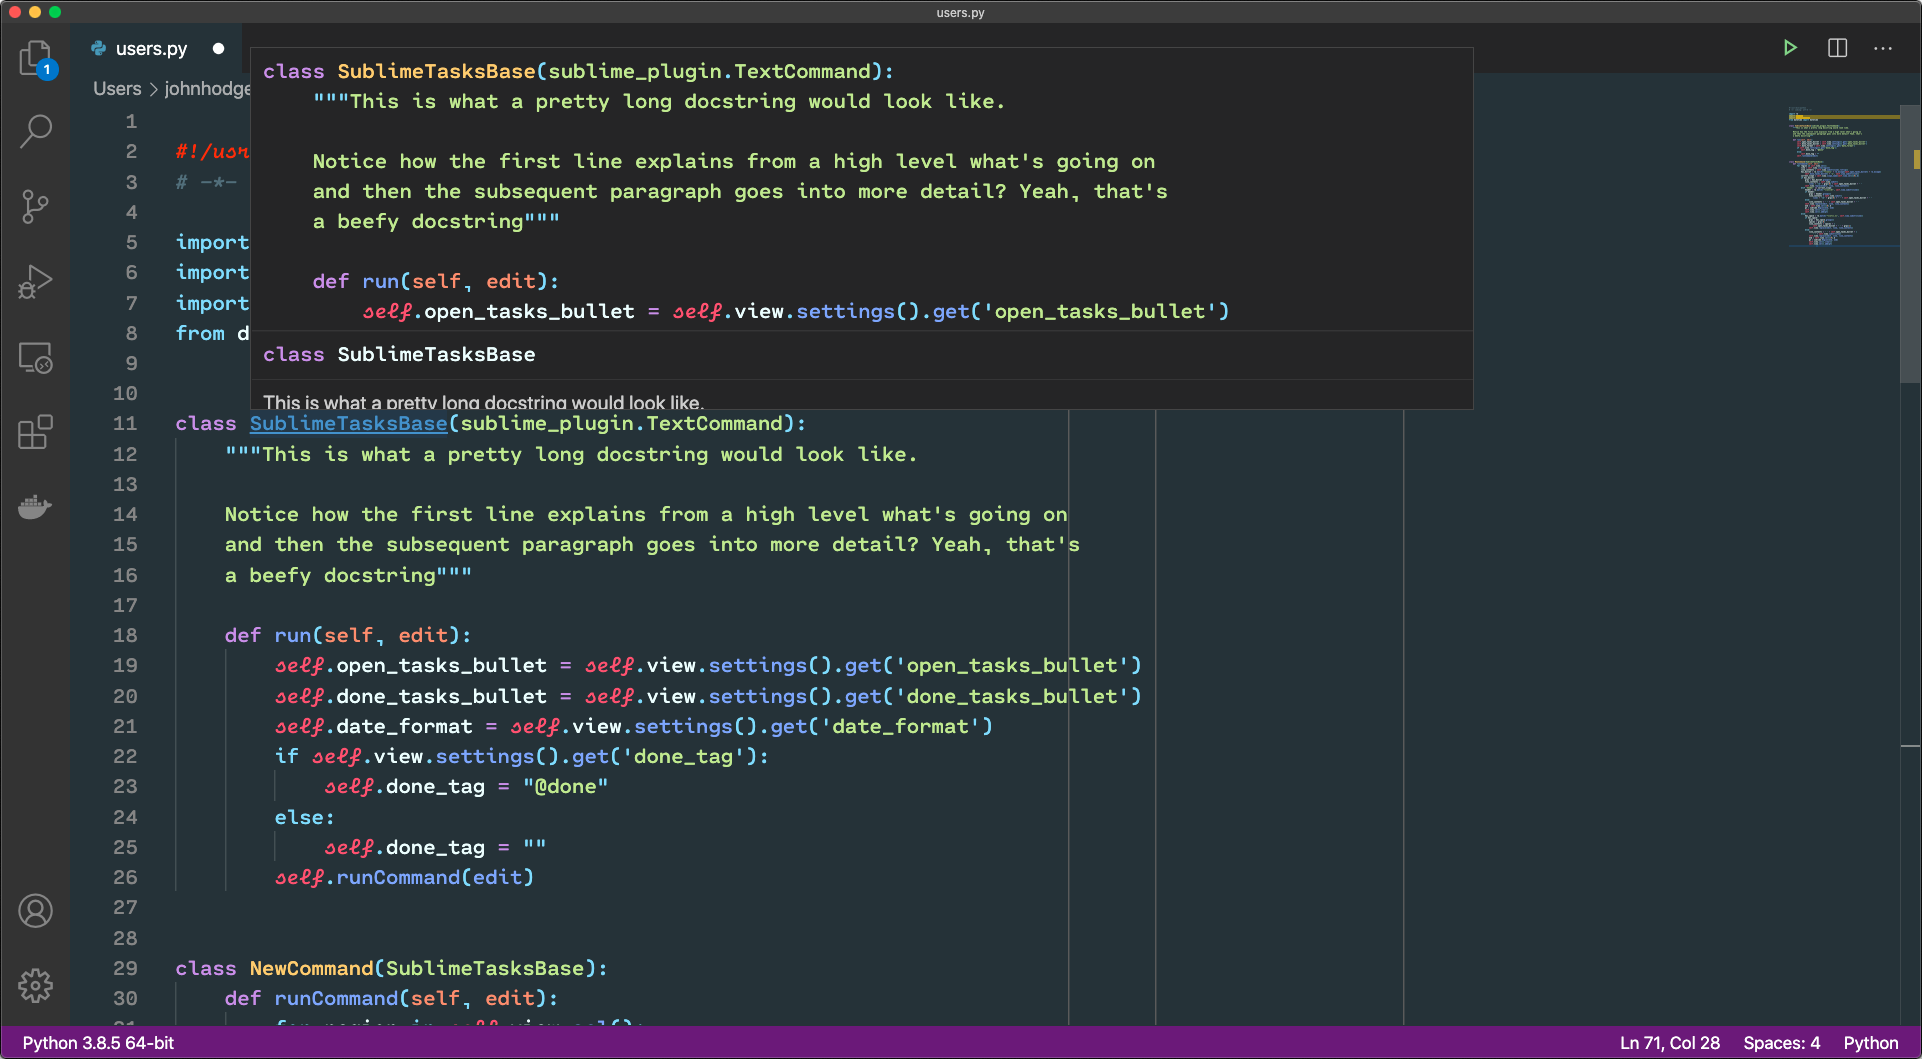 users.py
users.py
1
Users > johnhodge
class SublimeTasksBase(sublime_plugin.TextCommand):
"""This is what a pretty long docstring would look like.
Notice how the first line explains from a high level what's going on
and then the subsequent paragraph goes into more detail? Yeah, that's
a beefy docstring"""
def run(self, edit):
self.open_tasks_bullet = self.view.settings().get('open_tasks_bullet')
class SublimeTasksBase
This is what a pretty long docstring would look like.
1
2 #!/usr
3 # -*-
4
5 import
6 import
7 import
8 from d
9
10
11 class SublimeTasksBase(sublime_plugin.TextCommand):
12 """This is what a pretty long docstring would look like.
13
14 Notice how the first line explains from a high level what's going on
15 and then the subsequent paragraph goes into more detail? Yeah, that's
16 a beefy docstring"""
17
18 def run(self, edit):
19 self.open_tasks_bullet = self.view.settings().get('open_tasks_bullet')
20 self.done_tasks_bullet = self.view.settings().get('done_tasks_bullet')
21 self.date_format = self.view.settings().get('date_format')
22 if self.view.settings().get('done_tag'):
23 self.done_tag = "@done"
24 else:
25 self.done_tag = ""
26 self.runCommand(edit)
27
28
29 class NewCommand(SublimeTasksBase):
30 def runCommand(self, edit):
Python 3.8.5 64-bit
Ln 71, Col 28 Spaces: 4 Python